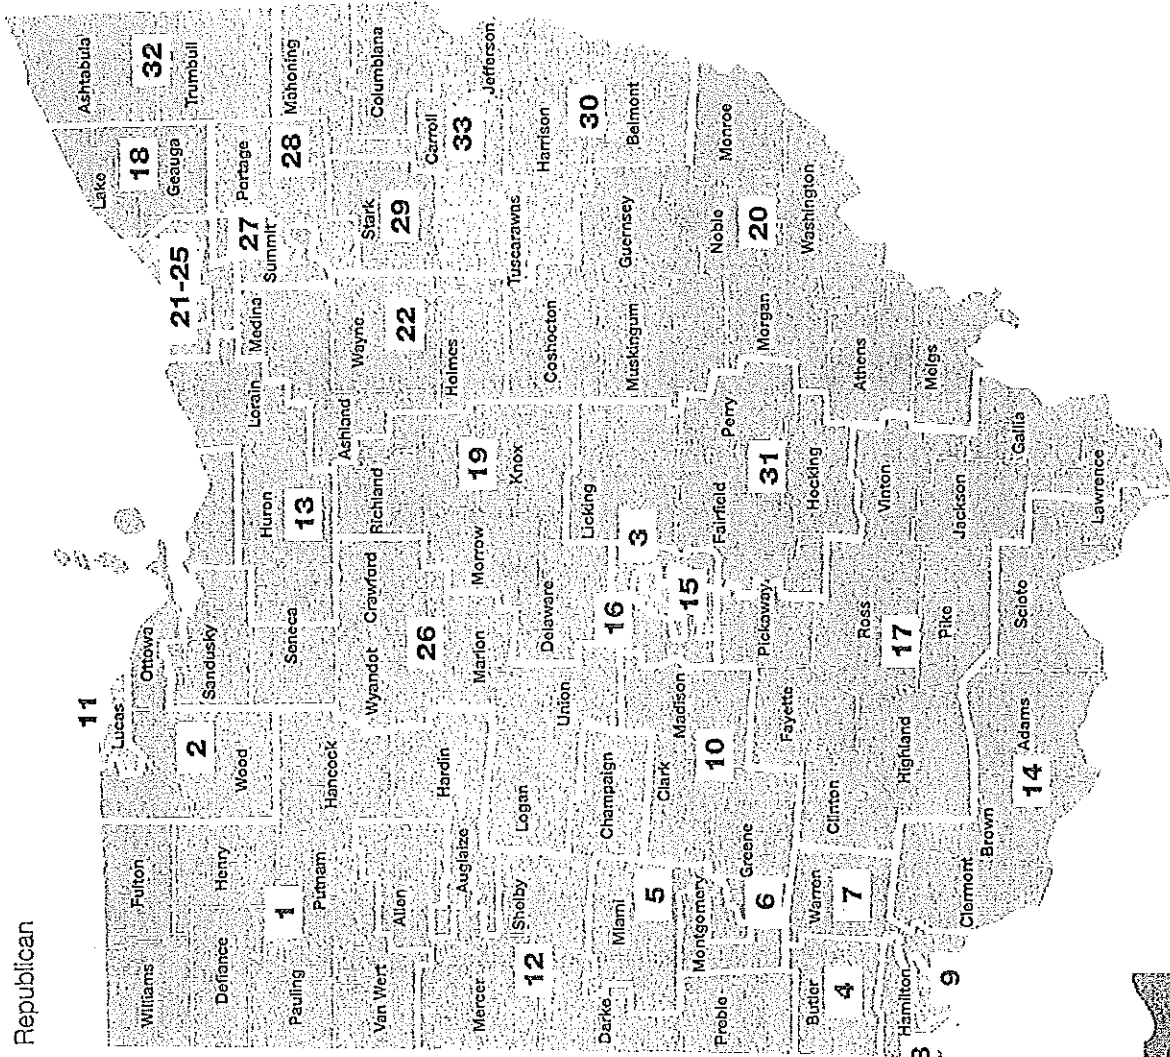 Republican
Ashtabula
32
Trumbull
Lake
18
Geauga
11
Lucas
Ottowa
21-25
Williams
Fulton
2
Wood
Sandusky
Lorain
Medina
27
Summit
Portage
28
Mahoning
Defiance
Henry
1
Putnam
Pauling
Hancock
Seneca
Huron
13
Ashland
Wayne
22
Stark
29
Columbiana
Van Wert
Allen
Wyandot
Crawford
Richland
Carroll
33
Jefferson
Hardin
26
Marion
Morrow
19
Knox
Holmes
Tuscarawas
Harrison
30
Belmont
Mercer
Auglaize
12
Shelby
Logan
Union
Delaware
Licking
Coshocton
Guernsey
Darke
Miami
5
Champaign
16
3
Muskingum
Noble
Monroe
20
Washington
Preble
Montgomery
Clark
10
Madison
15
Fairfield
Perry
Morgan
Greene
6
Fayette
Pickaway
31
Hocking
Athens
Butler
4
Warren
7
Clinton
Ross
17
Vinton
Meigs
Hamilton
9
Clermont
Highland
Pike
Jackson
Gallia
Brown
Adams
14
Scioto
Lawrence